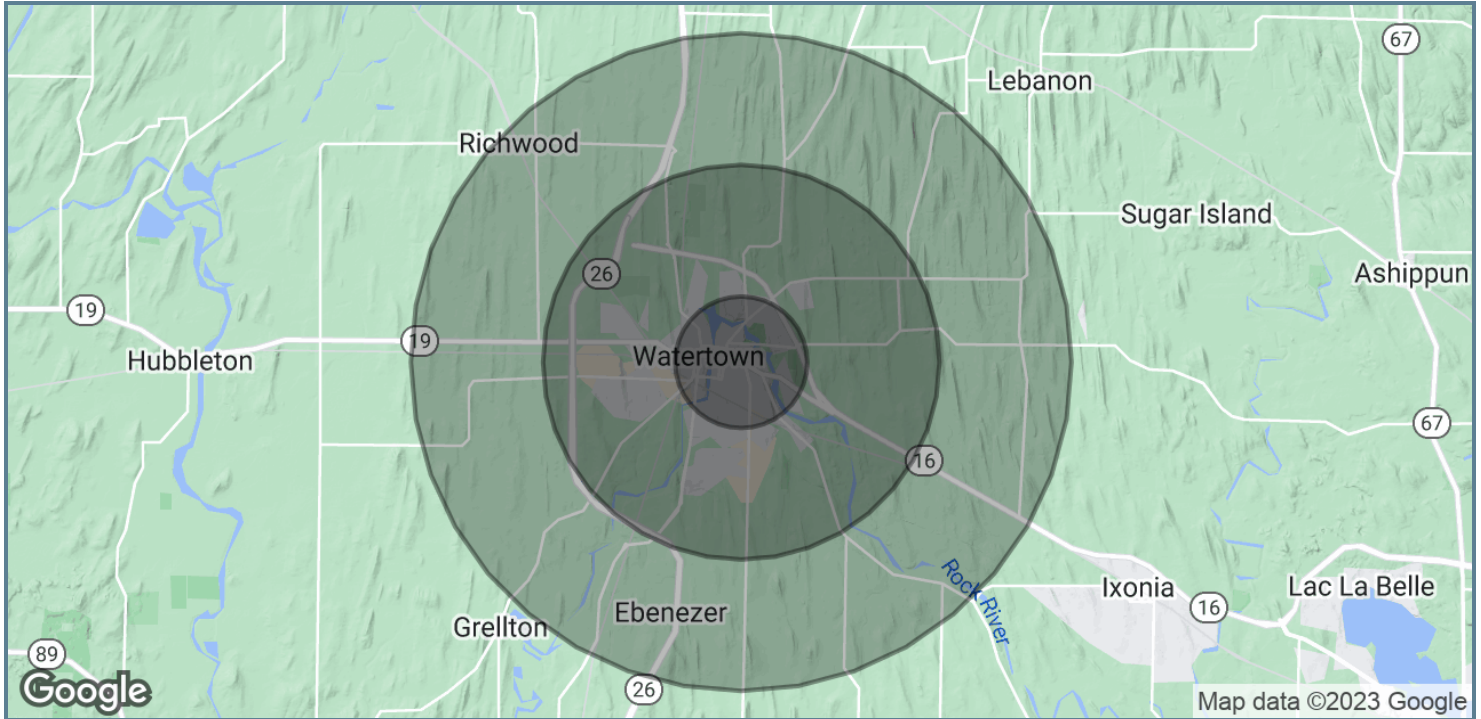 67
Lebanon
Richwood
Sugar Island
26
Ashippun
19
19
Watertown
Hubbleton
67
16
Rock River
Ixonia
Lac La Belle
16
Ebenezer
Grellton
89
26
Google
Map data ©2023 Google